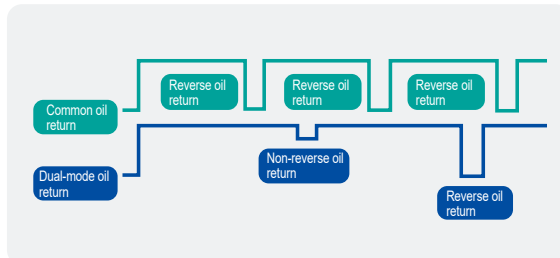 Reverse oil
return
Reverse oil
return
Reverse oil
return
Common oil
return
Non-reverse oil
return
Dual-mode oil
return
Reverse oil
return